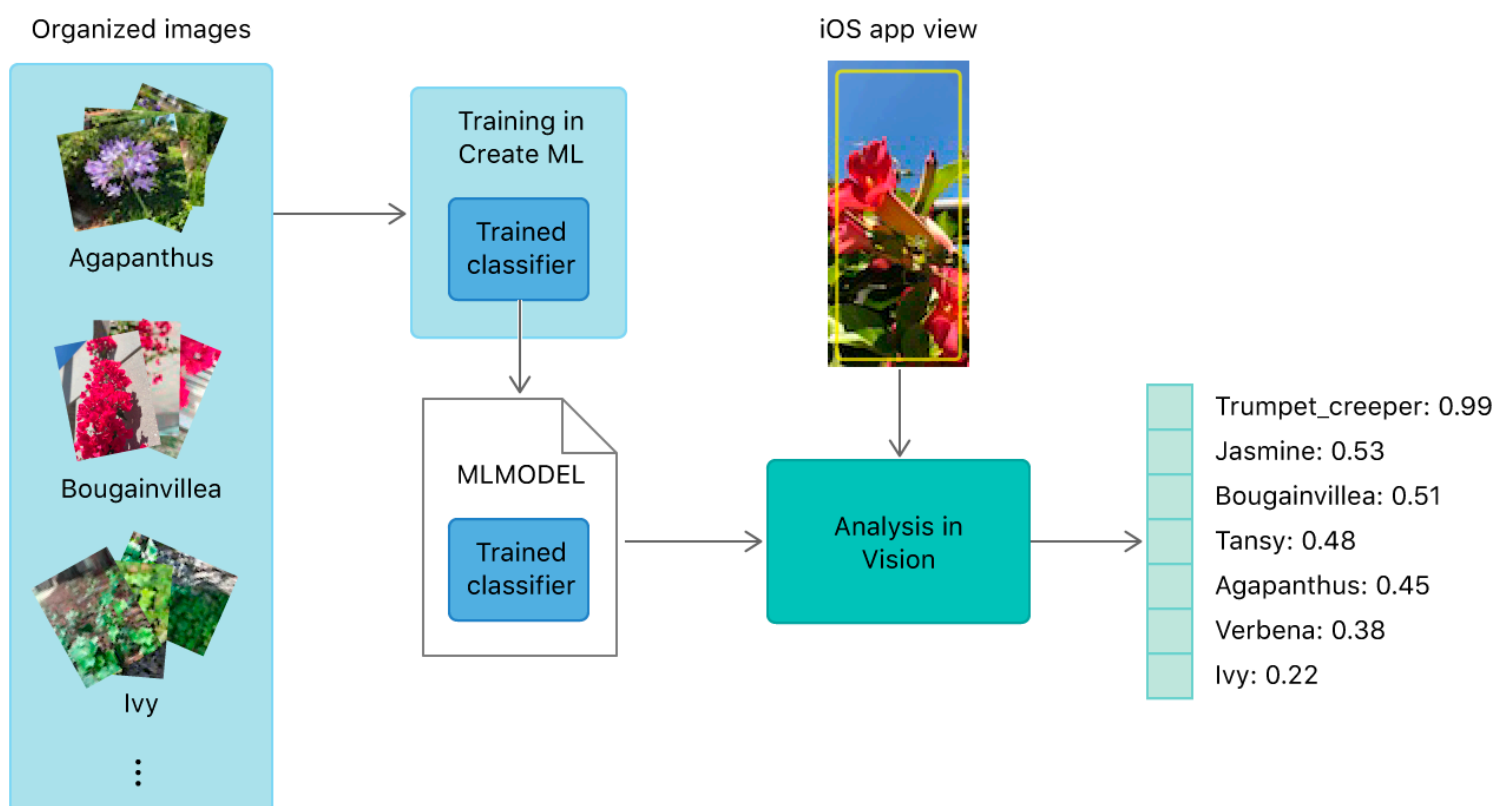 Organized images
iOS app view
Agapanthus
Bougainvillea
Ivy
Training in
Create ML
Trained
classifier
MLMODEL
Trained
classifier
Analysis in
Vision
Trumpet_creeper: 0.99
Jasmine: 0.53
Bougainvillea: 0.51
Tansy: 0.48
Agapanthus: 0.45
Verbena: 0.38
Ivy: 0.22